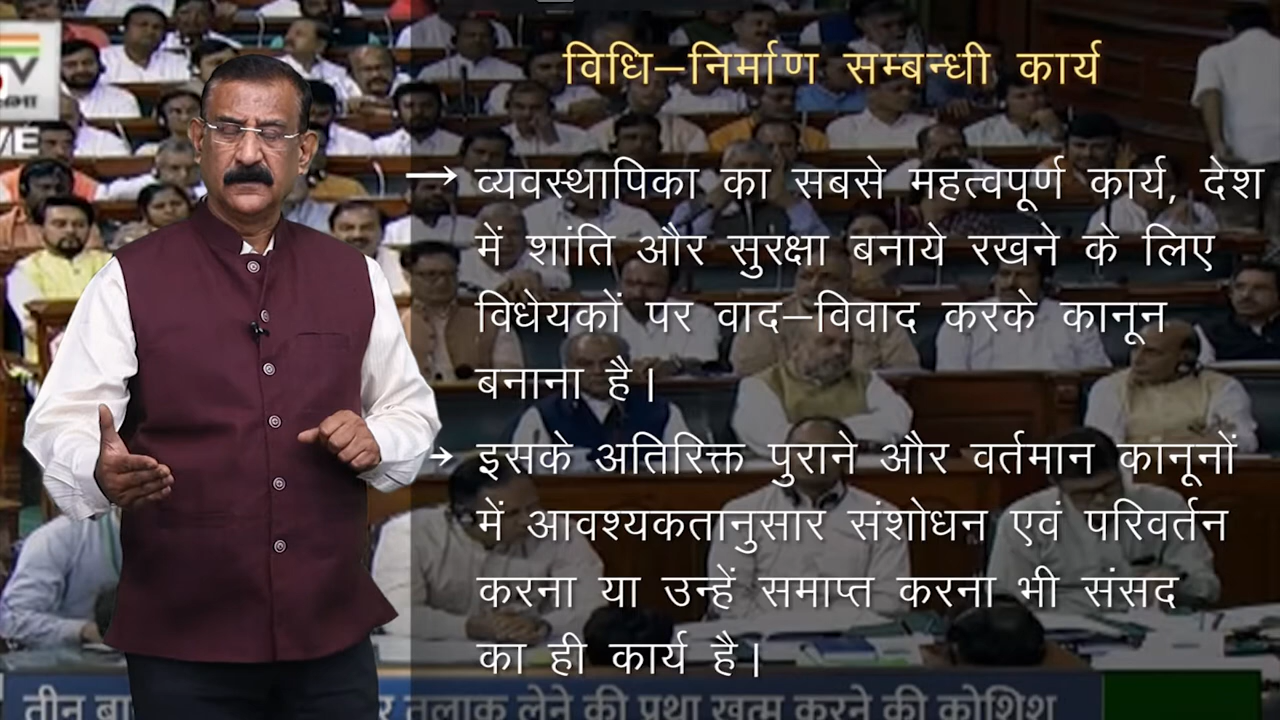 विधि–निर्माण सम्बन्धी कार्य
→ व्यवस्थापिका का सबसे महत्वपूर्ण कार्य, देश
में शांति और सुरक्षा बनाये रखने के लिए
विधेयकों पर वाद–विवाद करके कानून
बनाना है।
→ इसके अतिरिक्त पुराने और वर्तमान कानूनों
में आवश्यकतानुसार संशोधन एवं परिवर्तन
करना या उन्हें समाप्त करना भी संसद
का ही कार्य है।
तीन तलाक लेने की प्रथा खत्म करने की कोशिश